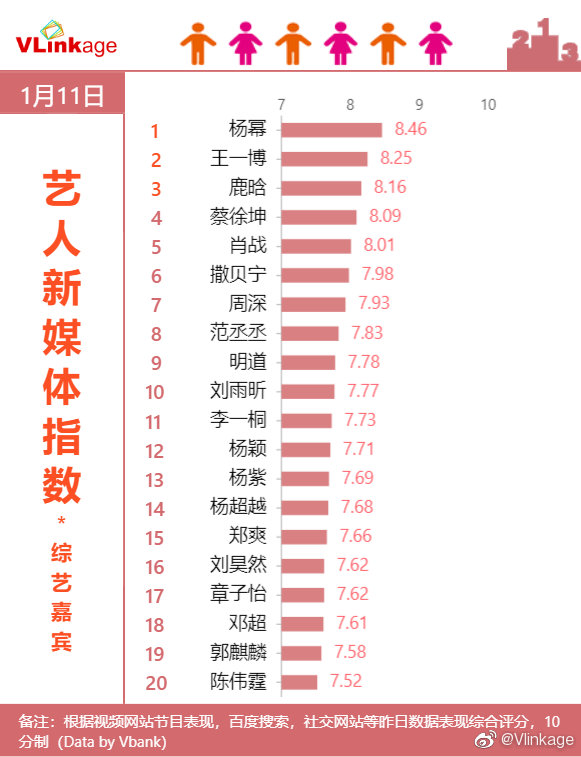 VLinkage
2 1 3
1月11日
艺人新媒体指数
*综艺嘉宾
7 8 9 10
1 杨幂 8.46
2 王一博 8.25
3 鹿晗 8.16
4 蔡徐坤 8.09
5 肖战 8.01
6 撒贝宁 7.98
7 周深 7.93
8 范丞丞 7.83
9 明道 7.78
10 刘雨昕 7.77
11 李一桐 7.73
12 杨颖 7.71
13 杨紫 7.69
14 杨超越 7.68
15 郑爽 7.66
16 刘昊然 7.62
17 章子怡 7.62
18 邓超 7.61
19 郭麒麟 7.58
20 陈伟霆 7.52
备注：根据视频网站节目表现，百度搜索，社交网站等昨日数据表现综合评分，10
分制（Data by Vbank）
@Vlinkage